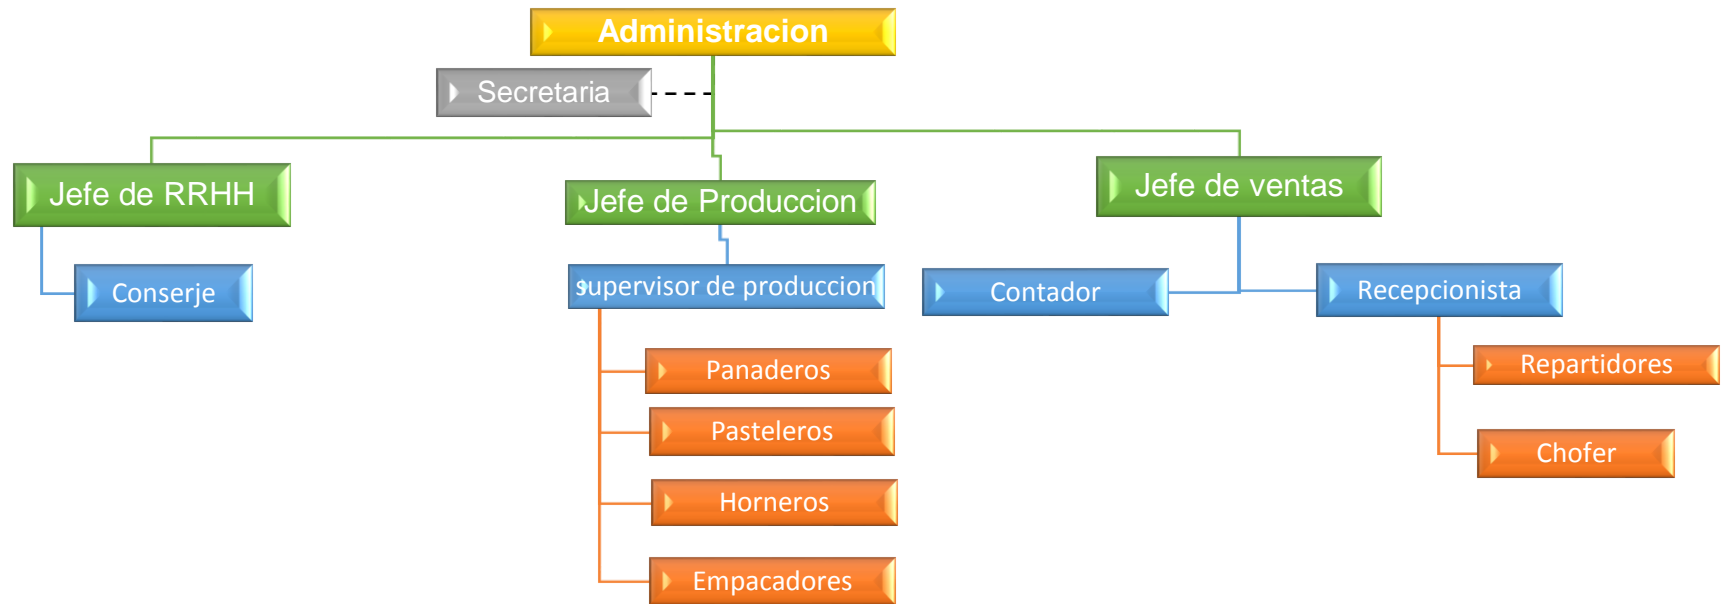 Administracion
Secretaria
Jefe de RRHH
Jefe de Produccion
Jefe de ventas
Conserje
supervisor de produccion
Contador
Recepcionista
Panaderos
Pasteleros
Horneros
Empacadores
Repartidores
Chofer